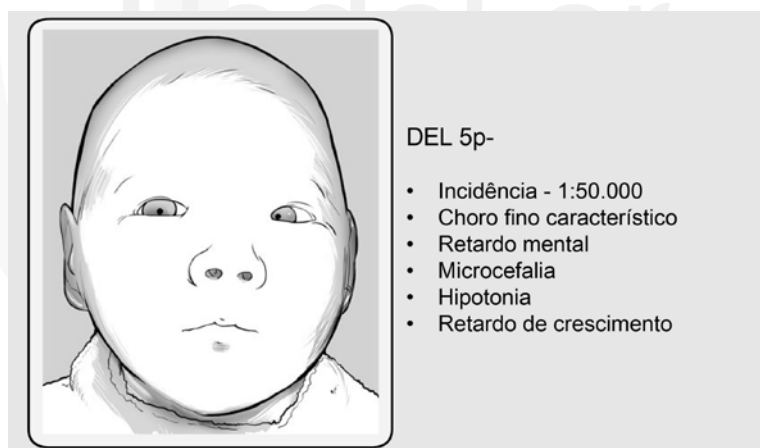 DEL 5p-
• Incidência - 1:50.000
• Choro fino característico
• Retardo mental
• Microcefalia
• Hipotonia
• Retardo de crescimento